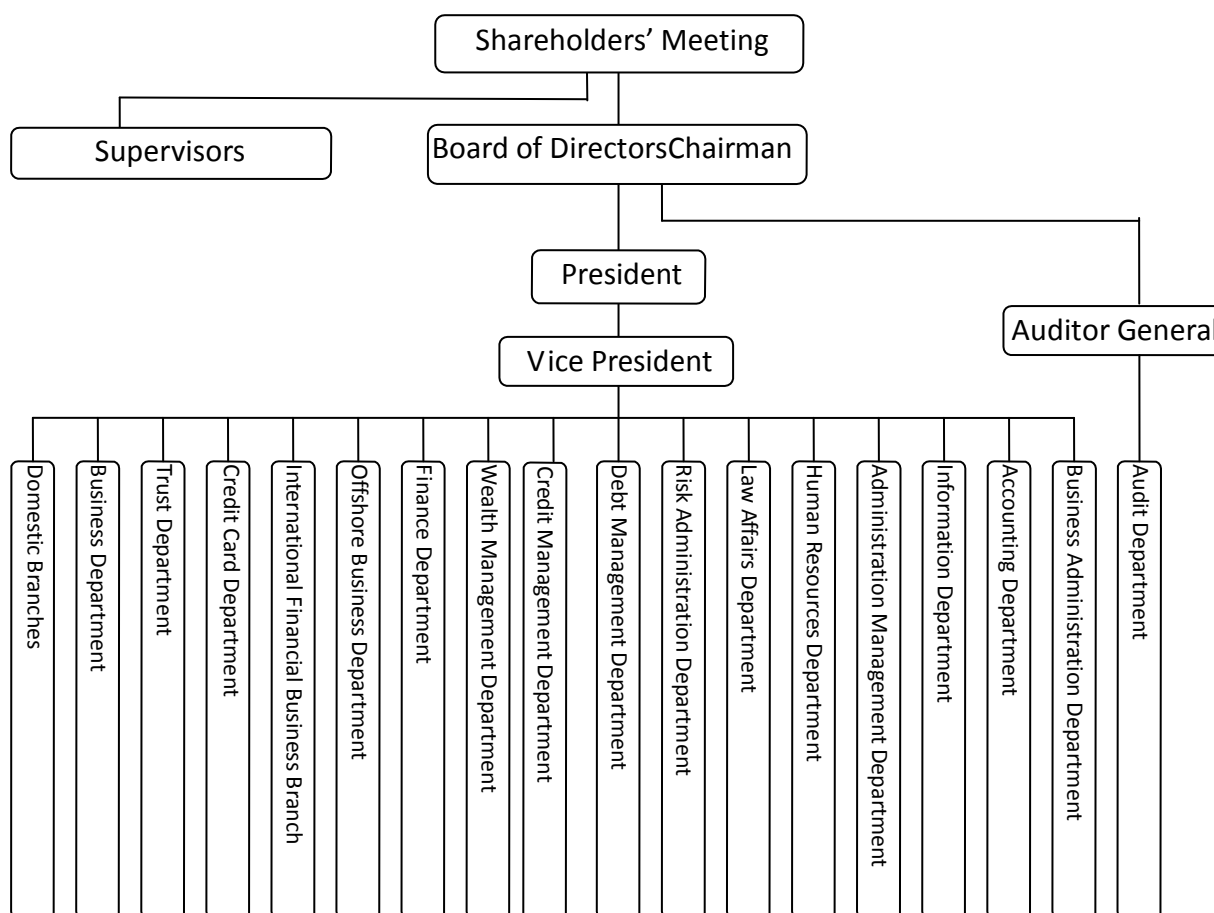 Shareholders’ Meeting
Supervisors
Board of DirectorsChairman
President
Auditor General
Vice President
Domestic Branches
Business Department
Trust Department
Credit Card Department
International Financial Business Branch
Offshore Business Department
Finance Department
Wealth Management Department
Credit Management Department
Debt Management Department
Risk Administration Department
Law Affairs Department
Human Resources Department
Administration Management Department
Information Department
Accounting Department
Business Administration Department
Audit Department